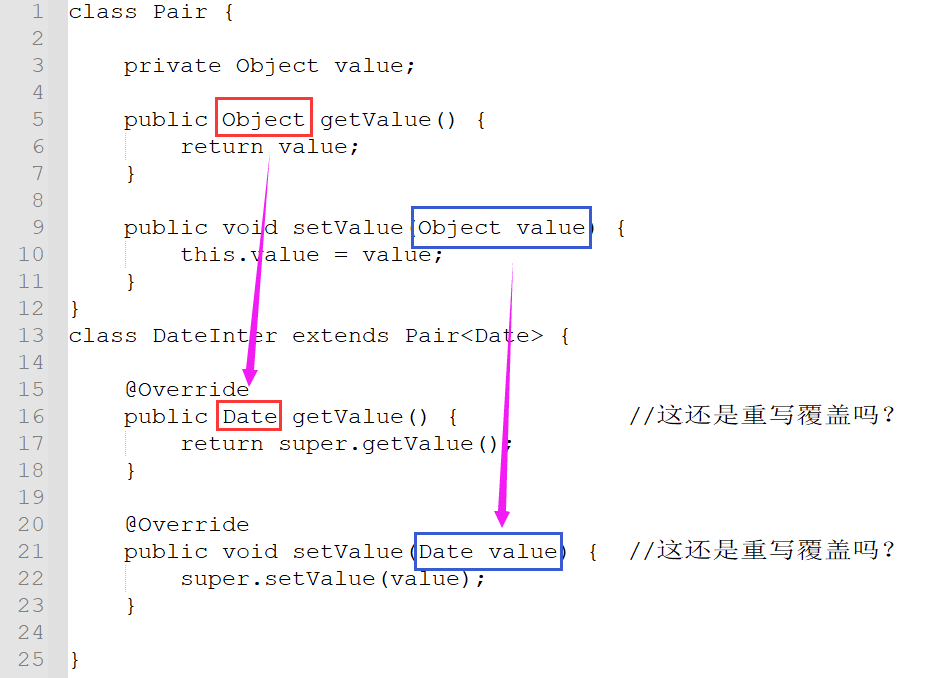 1 class Pair {
2
3     private Object value;
4
5     public Object getValue() {
6         return value;
7     }
8
9     public void setValue(Object value) {
10         this.value = value;
11     }
12 }
13 class DateInter extends Pair<Date> {
14
15     @Override
16     public Date getValue() {             //这还是重写覆盖吗?
17         return super.getValue();
18     }
19
20     @Override
21     public void setValue(Date value) {   //这还是重写覆盖吗?
22         super.setValue(value);
23     }
24
25 }